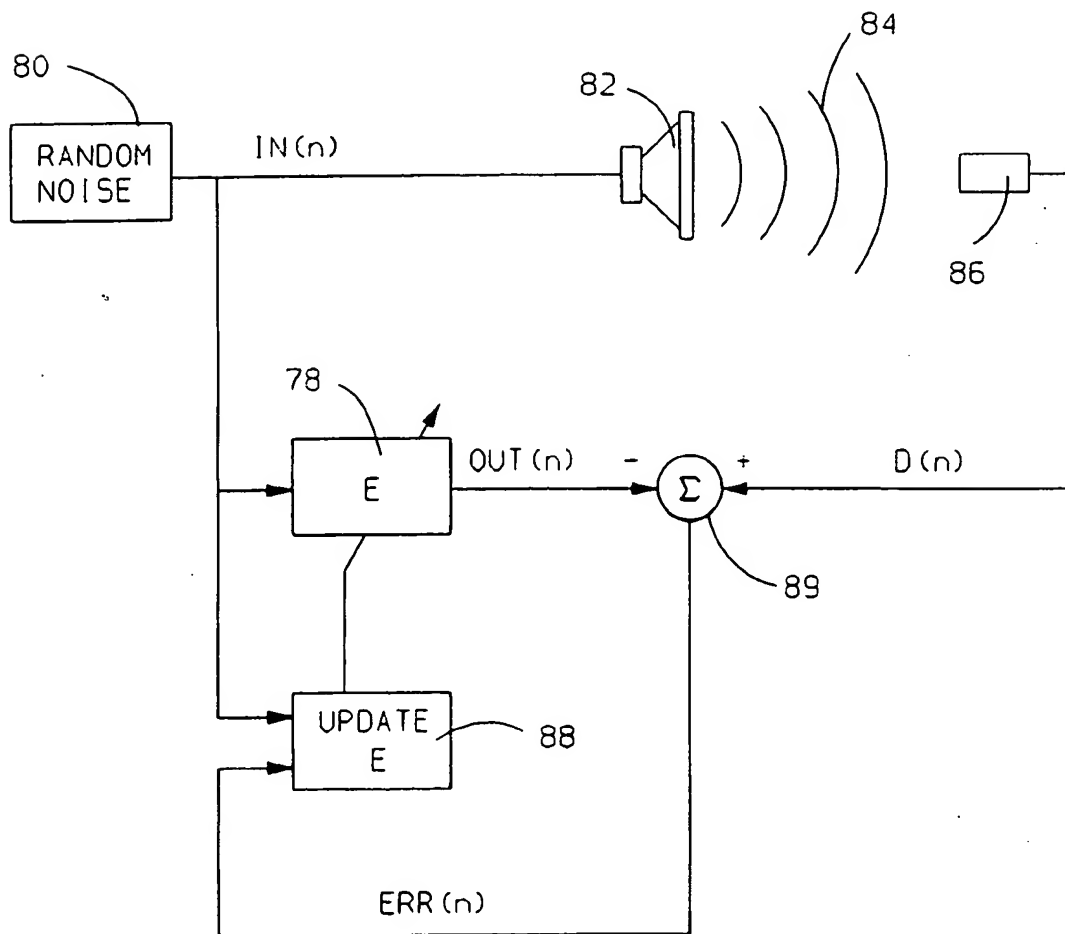 84
80
82
RANDOM
NOISE
IN(n)
86
78
E
OUT(n)
-
+
D(n)
Σ
89
UPDATE
E
88
ERR(n)